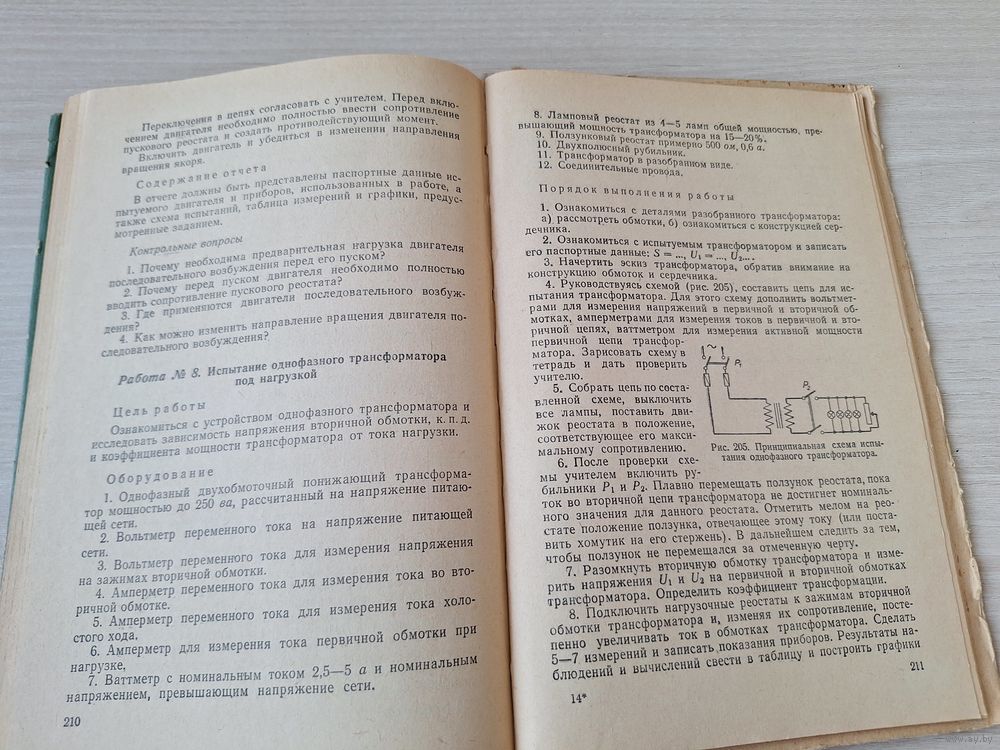 Переключения в цепях согласовать с учителем. Перед вклю-
чением двигателя необходимо полностью ввести сопротивление
пускового реостата и создать противодействующий момент.
Включить двигатель и убедиться в изменении направления
вращения якоря.
Содержание отчета
В отчете должны быть представлены паспортные данные ис-
пытуемого двигателя и приборов, использованных в работе, а
также схема испытаний, таблица измерений и графики, предус-
мотренные заданием.
Контрольные вопросы
1. Почему необходима предварительная нагрузка двигателя
последовательного возбуждения перед его пуском?
2. Почему перед пуском двигателя необходимо полностью
вводить сопротивление пускового реостата?
3. Где применяются двигатели последовательного возбуж-
дения?
4. Как можно изменить направление вращения двигателя по-
следовательного возбуждения?
Работа № 8. Испытание однофазного трансформатора
под нагрузкой
Цель работы
Ознакомиться с устройством однофазного трансформатора и
исследовать зависимость напряжения вторичной обмотки, к. п. д.
и коэффициента мощности трансформатора от тока нагрузки.
Оборудование
1. Однофазный двухобмоточный понижающий трансформа-
тор мощностью до 250 ва, рассчитанный на напряжение питаю-
щей сети.
2. Вольтметр переменного тока на напряжение питающей
сети.
3. Вольтметр переменного тока для измерения напряжения
на зажимах вторичной обмотки.
4. Амперметр переменного тока для измерения тока во вто-
ричной обмотке.
5. Амперметр переменного тока для измерения тока холо-
стого хода.
6. Амперметр для измерения тока первичной обмотки при
нагрузке,
7. Ваттметр с номинальным током 2,5—5 а и номинальным
напряжением, превышающим напряжение сети.
210
8. Ламповый реостат из 4—5 ламп общей мощностью, пре-
вышающий мощность трансформатора на 15—20%.
9. Ползунковый реостат примерно 500 ом, 0,6 а.
10. Двухполюсный рубильник.
11. Трансформатор в разобранном виде.
12. Соединительные провода.
Порядок выполнения работы
1. Ознакомиться с деталями разобранного трансформатора:
а) рассмотреть обмотки, б) ознакомиться с конструкцией сер-
дечника.
2. Ознакомиться с испытуемым трансформатором и записать
его паспортные данные: S = ..., U₁ = ..., U₂....
3. Начертить эскиз трансформатора, обратив внимание на
конструкцию обмоток и сердечника.
4. Руководствуясь схемой (рис. 205), составить цепь для ис-
пытания трансформатора. Для этого схему дополнить вольтмет-
рами для измерения напряжений в первичной и вторичной об-
мотках, амперметрами для измерения токов в первичной и вто-
ричной цепях, ваттметром для измерения активной мощности
первичной цепи трансфор-
матора. Зарисовать схему в
тетрадь и дать проверить
учителю.
5. Собрать цепь по соста-
вленной схеме, выключить
все лампы, поставить дви-
жок реостата в положение,
соответствующее его макси-
мальному сопротивлению.
6. После проверки схе-
мы учителем включить ру-
~
P₁
P₂
Рис. 205. Принципиальная схема испы-
тания однофазного трансформатора.
бильники P₁ и P₂. Плавно перемещать ползунок реостата, пока
ток во вторичной цепи трансформатора не достигнет номиналь-
ного значения для данного реостата. Отметить мелом на рео-
стате положение ползунка, отвечающее этому току (или поста-
вить хомутик на его стержень). В дальнейшем следить за тем,
чтобы ползунок не перемещался за отмеченную черту.
7. Разомкнуть вторичную обмотку трансформатора и изме-
рить напряжения U₁ и U₂ на первичной и вторичной обмотках
трансформатора. Определить коэффициент трансформации.
8. Подключить нагрузочные реостаты к зажимам вторичной
обмотки трансформатора и, изменяя их сопротивление, посте-
пенно увеличивать ток в обмотках трансформатора. Сделать
5—7 измерений и записать показания приборов. Результаты на-
блюдений и вычислений свести в таблицу и построить графики
14*
211
www.ay.by